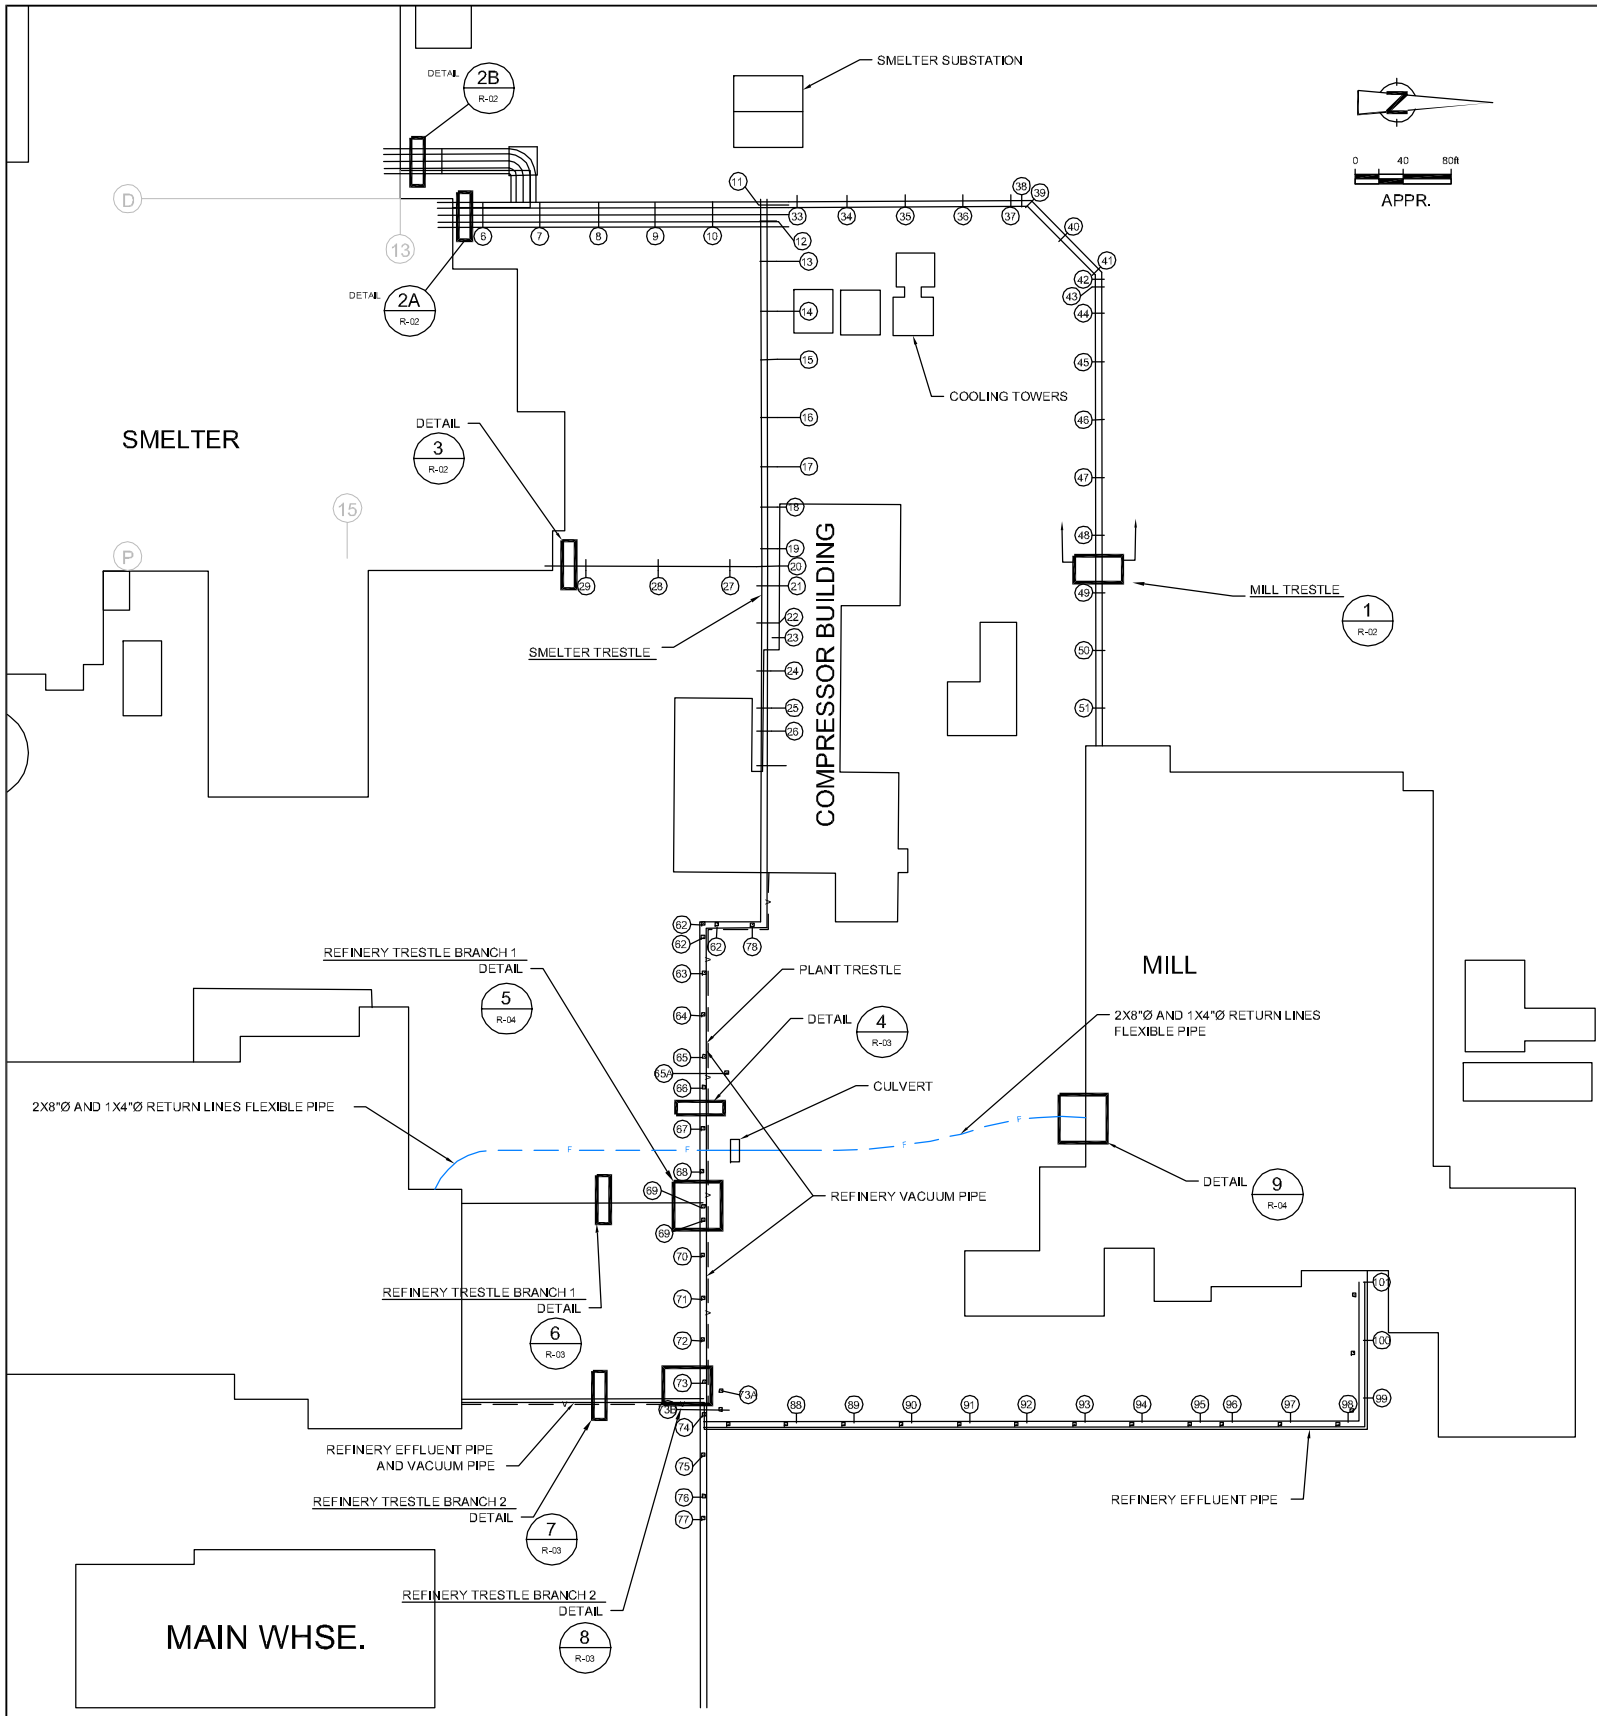 SMELTER SUBSTATION
DETAIL
2B
R-02
Z
0 40 80ft
APPR.
D
13
11
38
39
33
34
35
36
37
40
6
7
8
9
10
12
13
41
42
43
DETAIL
2A
R-02
14
44
15
45
COOLING TOWERS
16
46
DETAIL
3
R-02
SMELTER
17
47
15
18
48
P
19
20
29
28
27
21
49
MILL TRESTLE
1
R-02
22
23
SMELTER TRESTLE
50
24
COMPRESSOR BUILDING
25
51
26
62
62
62
78
REFINERY TRESTLE BRANCH 1
DETAIL
5
R-04
63
PLANT TRESTLE
MILL
64
DETAIL
4
R-03
2X8"Ø AND 1X4"Ø RETURN LINES
FLEXIBLE PIPE
65
65A
66
CULVERT
2X8"Ø AND 1X4"Ø RETURN LINES FLEXIBLE PIPE
67
F
F
F
F
68
DETAIL
9
R-04
69
REFINERY VACUUM PIPE
69
70
REFINERY TRESTLE BRANCH 1
DETAIL
6
R-03
71
101
72
100
73
73A
99
73B
74
88
89
90
91
92
93
94
95
96
97
98
V
V
V
V
V
V
REFINERY EFFLUENT PIPE
AND VACUUM PIPE
75
REFINERY TRESTLE BRANCH 2
DETAIL
7
R-03
76
77
REFINERY EFFLUENT PIPE
REFINERY TRESTLE BRANCH 2
DETAIL
8
R-03
MAIN WHSE.